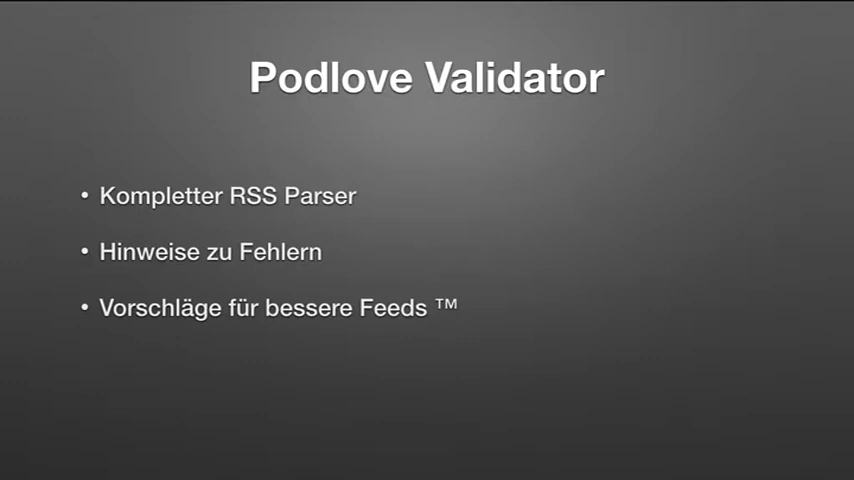 Podlove Validator
• Kompletter RSS Parser
• Hinweise zu Fehlern
• Vorschläge für bessere Feeds ™